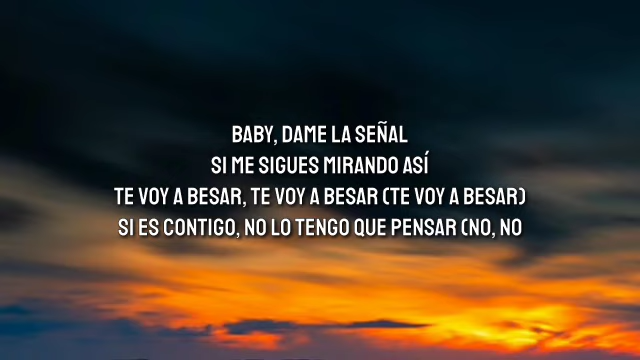 BABY, DAME LA SEÑAL
SI ME SIGUES MIRANDO ASÍ
TE VOY A BESAR, TE VOY A BESAR (TE VOY A BESAR)
SI ES CONTIGO, NO LO TENGO QUE PENSAR (NO, NO